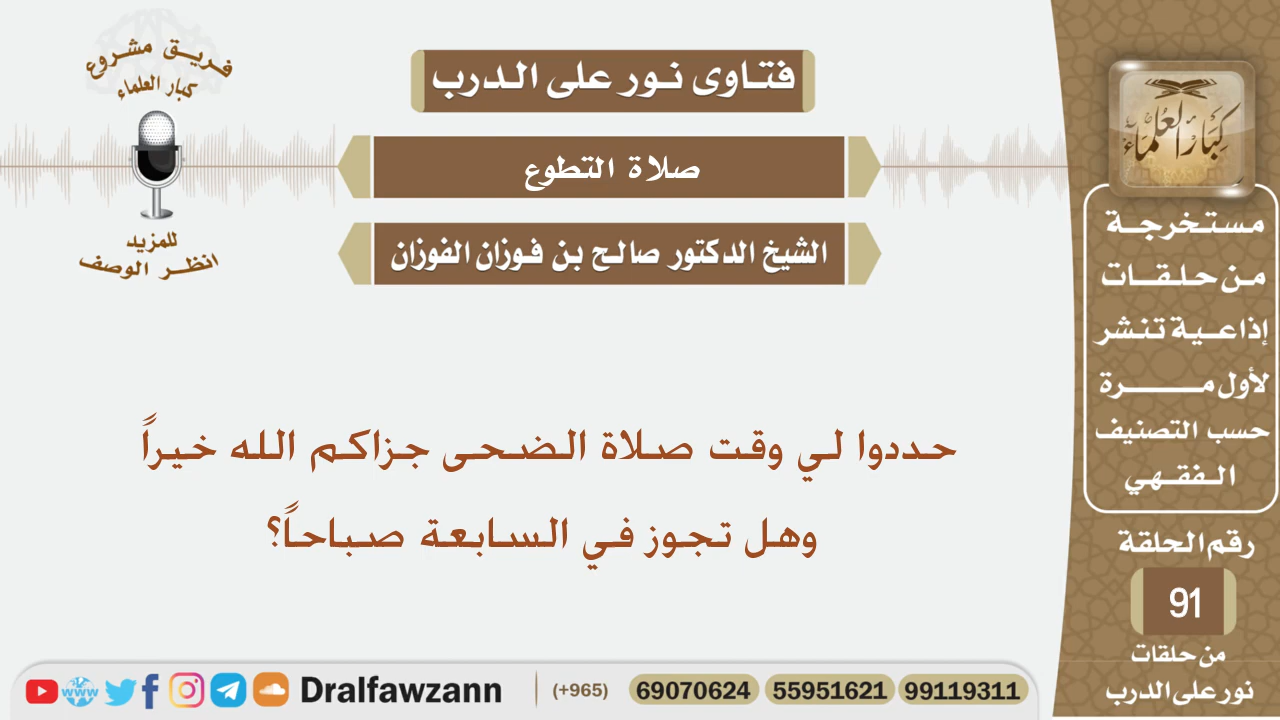 فريق مشروع
كبار العلماء
للمزيد
انظر الوصف
فتاوى نور على الدرب
صلاة التطوع
الشيخ الدكتور صالح بن فوزان الفوزان
حددوا لي وقت صلاة الضحى جزاكم الله خيراً
وهل تجوز في السابعة صباحاً؟
كبار العلماء
مستخرجة
من حلقات
إذاعية تنشر
لأول مرة
حسب التصنيف
الفقهي
رقم الحلقة
91
من حلقات
نور على الدرب
www Dralfawzann (+965) 69070624 55951621 99119311